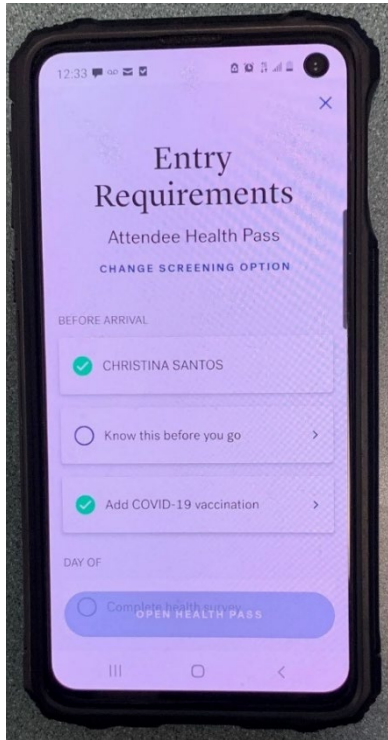 12:33
Entry
Requirements
Attendee Health Pass
CHANGE SCREENING OPTION
BEFORE ARRIVAL
CHRISTINA SANTOS
Know this before you go
Add COVID-19 vaccination
DAY OF
Complete health survey
OPEN HEALTH PASS